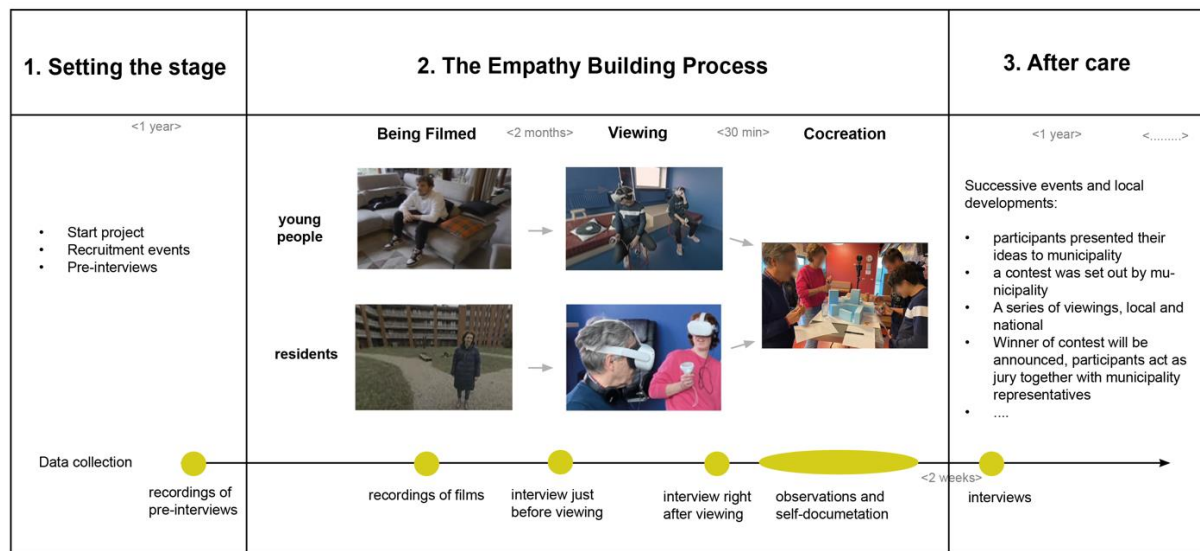 1. Setting the stage
2. The Empathy Building Process
3. After care
<1 year>
• Start project
• Recruitment events
• Pre-interviews
Being Filmed
<2 months>
Viewing
<30 min>
Cocreation
young
people
residents
<1 year>
<.........>
Successive events and local
developments:
• participants presented their
ideas to municipality
• a contest was set out by mu-
nicipality
• A series of viewings, local and
national
• Winner of contest will be
announced, participants act as
jury together with municipality
representatives
• ....
Data collection
recordings of
pre-interviews
recordings of films
interview just
before viewing
interview right
after viewing
observations and
self-documetation
<2 weeks>
interviews